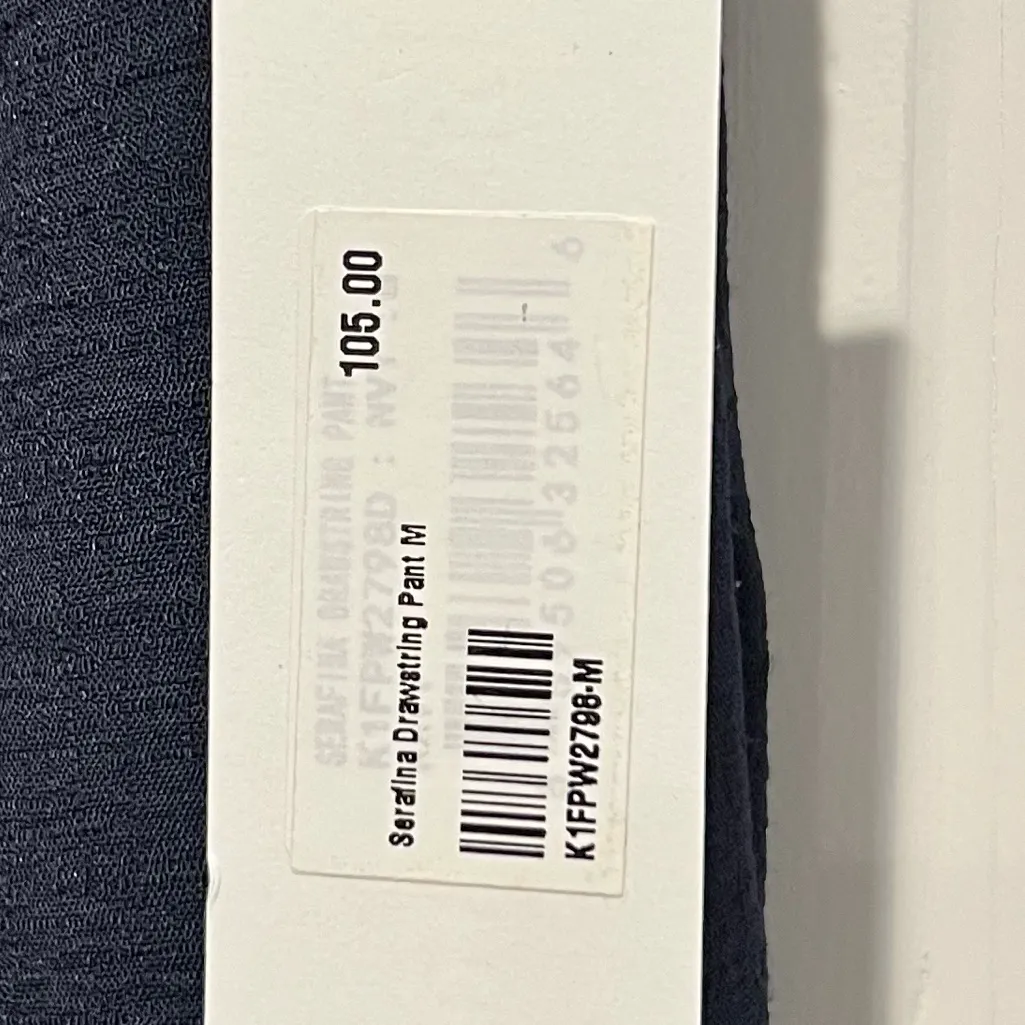 105.00
Serafina Drawstring Pant M
K1FPW2798-M
SERAFINA DRAWSTRING PANT
K1FPW2798D : NV